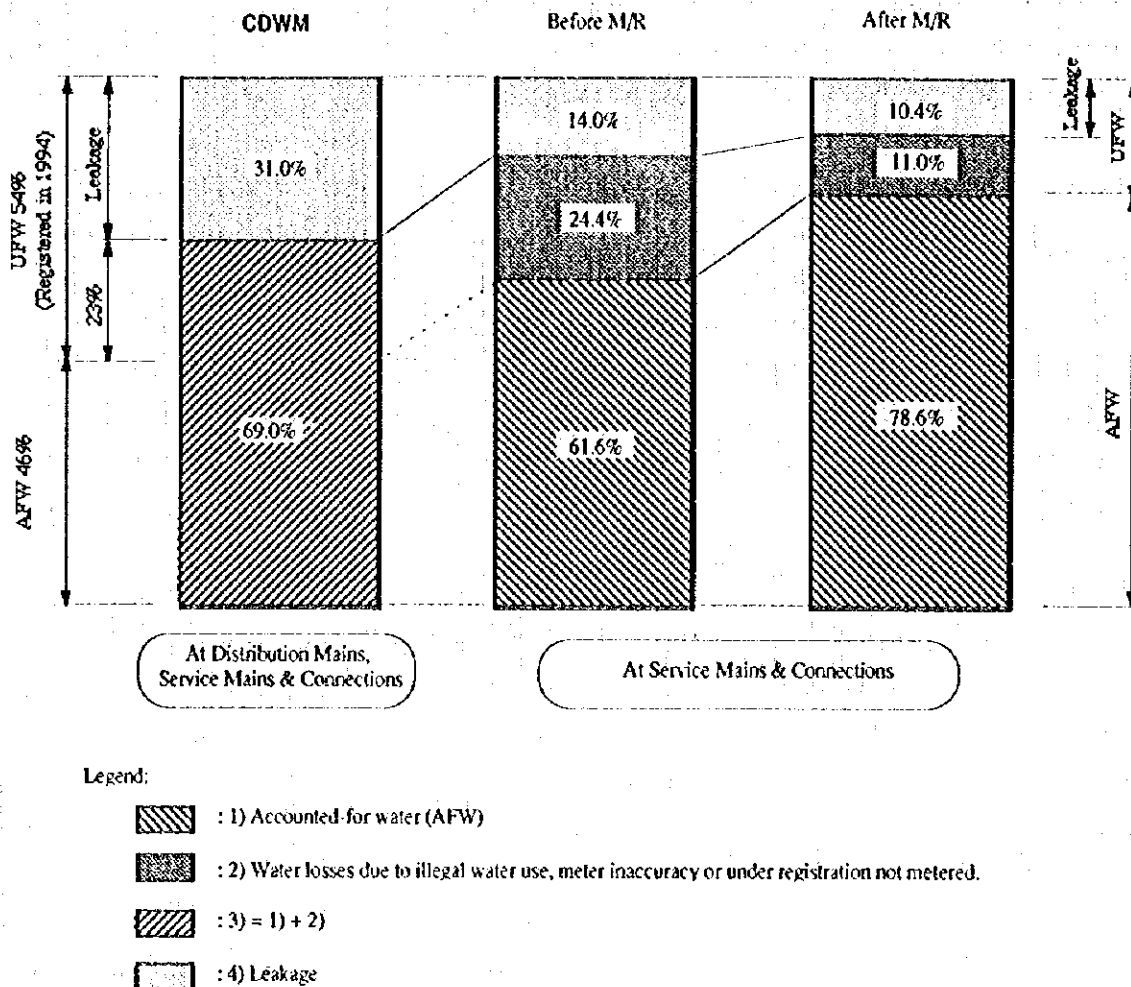 CDWM
Before M/R
After M/R
UFW 54%
(Registered in 1994)
Leakage
23%
AFW 46%
31.0%
69.0%
14.0%
24.4%
61.6%
10.4%
11.0%
78.6%
Leakage
UFW
AFW
At Distribution Mains,
Service Mains & Connections
At Service Mains & Connections
Legend:
: 1) Accounted-for water (AFW)
: 2) Water losses due to illegal water use, meter inaccuracy or under registration not metered.
: 3) = 1) + 2)
: 4) Leakage